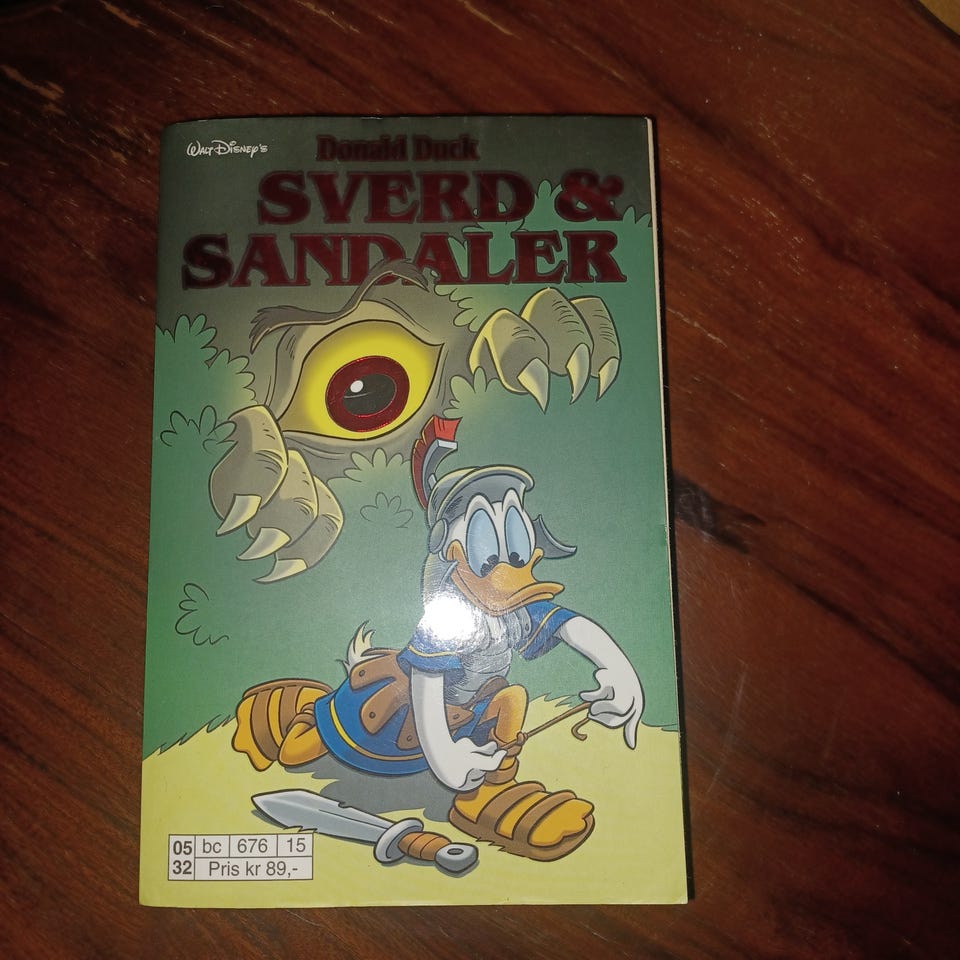 Walt Disney's
Donald Duck
SVERD &
SANDALER
05 bc 676 15
32 Pris kr 89,-